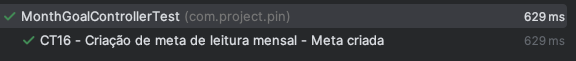 MonthGoalControllerTest (com.project.pin) 629 ms
CT16 - Criação de meta de leitura mensal - Meta criada 629 ms